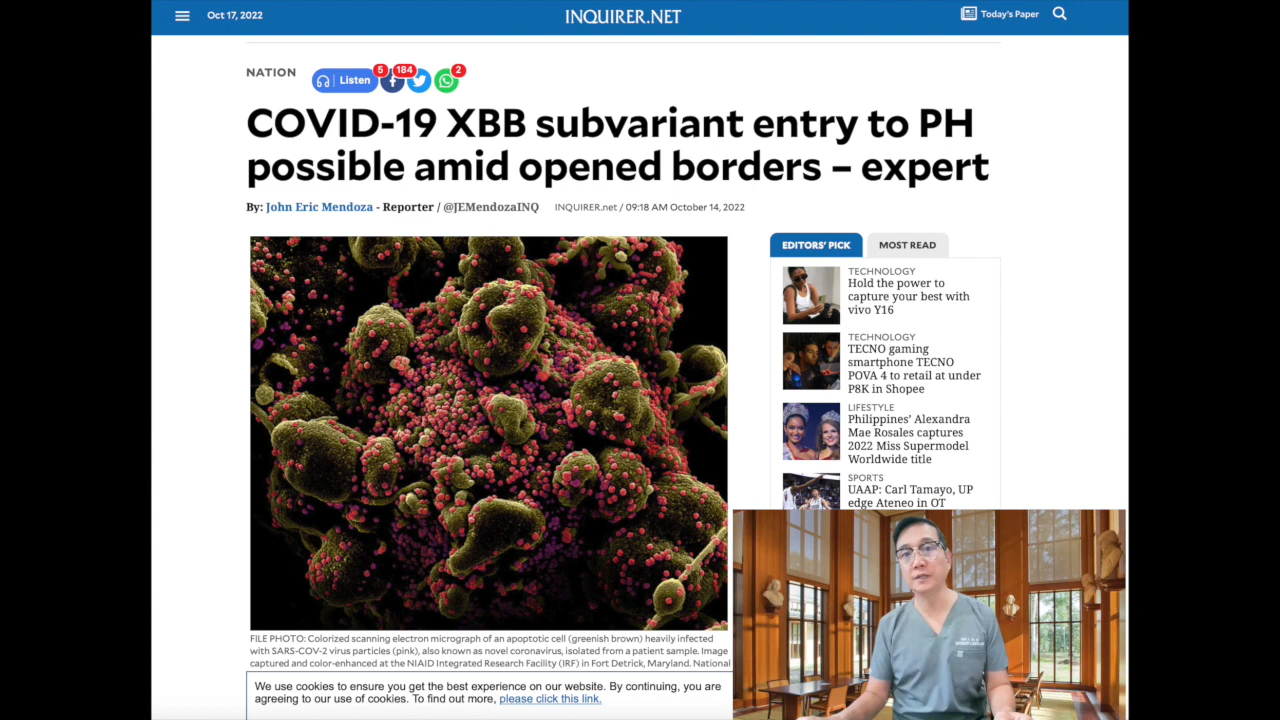 Oct 17, 2022
INQUIRER.NET
Today's Paper
NATION
Listen
5
184
2
COVID-19 XBB subvariant entry to PH
possible amid opened borders – expert
By: John Eric Mendoza - Reporter / @JEMendozaINQ
INQUIRER.net / 09:18 AM October 14, 2022
EDITORS' PICK
MOST READ
TECHNOLOGY
Hold the power to
capture your best with
vivo Y16
TECHNOLOGY
TECNO gaming
smartphone TECNO
POVA 4 to retail at under
P8K in Shopee
LIFESTYLE
Philippines' Alexandra
Mae Rosales captures
2022 Miss Supermodel
Worldwide title
SPORTS
UAAP: Carl Tamayo, UP
edge Ateneo in OT
FILE PHOTO: Colorized scanning electron micrograph of an apoptotic cell (greenish brown) heavily infected
with SARS-COV-2 virus particles (pink), also known as novel coronavirus, isolated from a patient sample. Image
captured and color-enhanced at the NIAID Integrated Research Facility (IRF) in Fort Detrick, Maryland. National
We use cookies to ensure you get the best experience on our website. By continuing, you are
agreeing to our use of cookies. To find out more, please click this link.